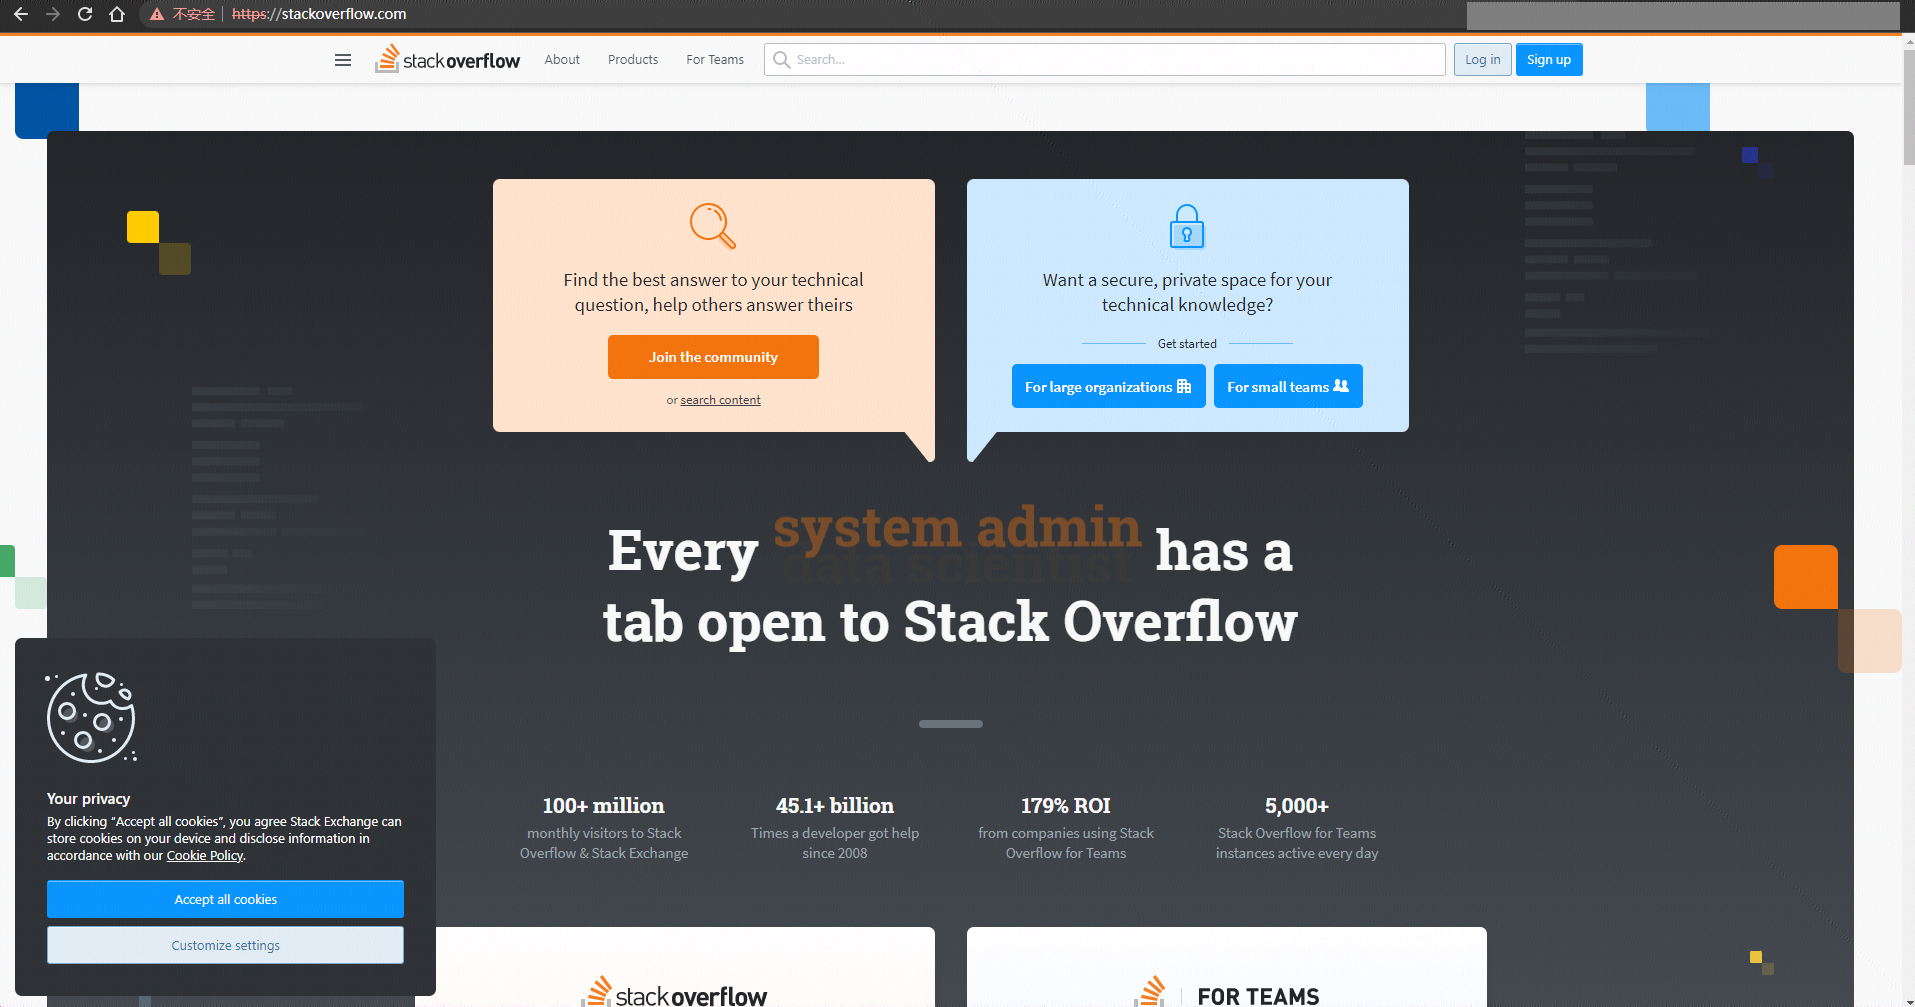 不安全 https://stackoverflow.com
stackoverflow About Products For Teams Search... Log in Sign up
Find the best answer to your technical
question, help others answer theirs
Join the community
or search content
Want a secure, private space for your
technical knowledge?
Get started
For large organizations For small teams
Every system admin has a
data scientist
tab open to Stack Overflow
100+ million
monthly visitors to Stack
Overflow & Stack Exchange
45.1+ billion
Times a developer got help
since 2008
179% ROI
from companies using Stack
Overflow for Teams
5,000+
Stack Overflow for Teams
instances active every day
Your privacy
By clicking “Accept all cookies”, you agree Stack Exchange can
store cookies on your device and disclose information in
accordance with our Cookie Policy.
Accept all cookies
Customize settings
stackoverflow
FOR TEAMS